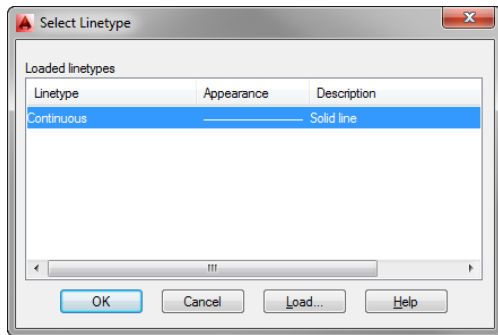 Select Linetype
Loaded linetypes
Linetype Appearance Description
Continuous Solid line
OK Cancel Load... Help